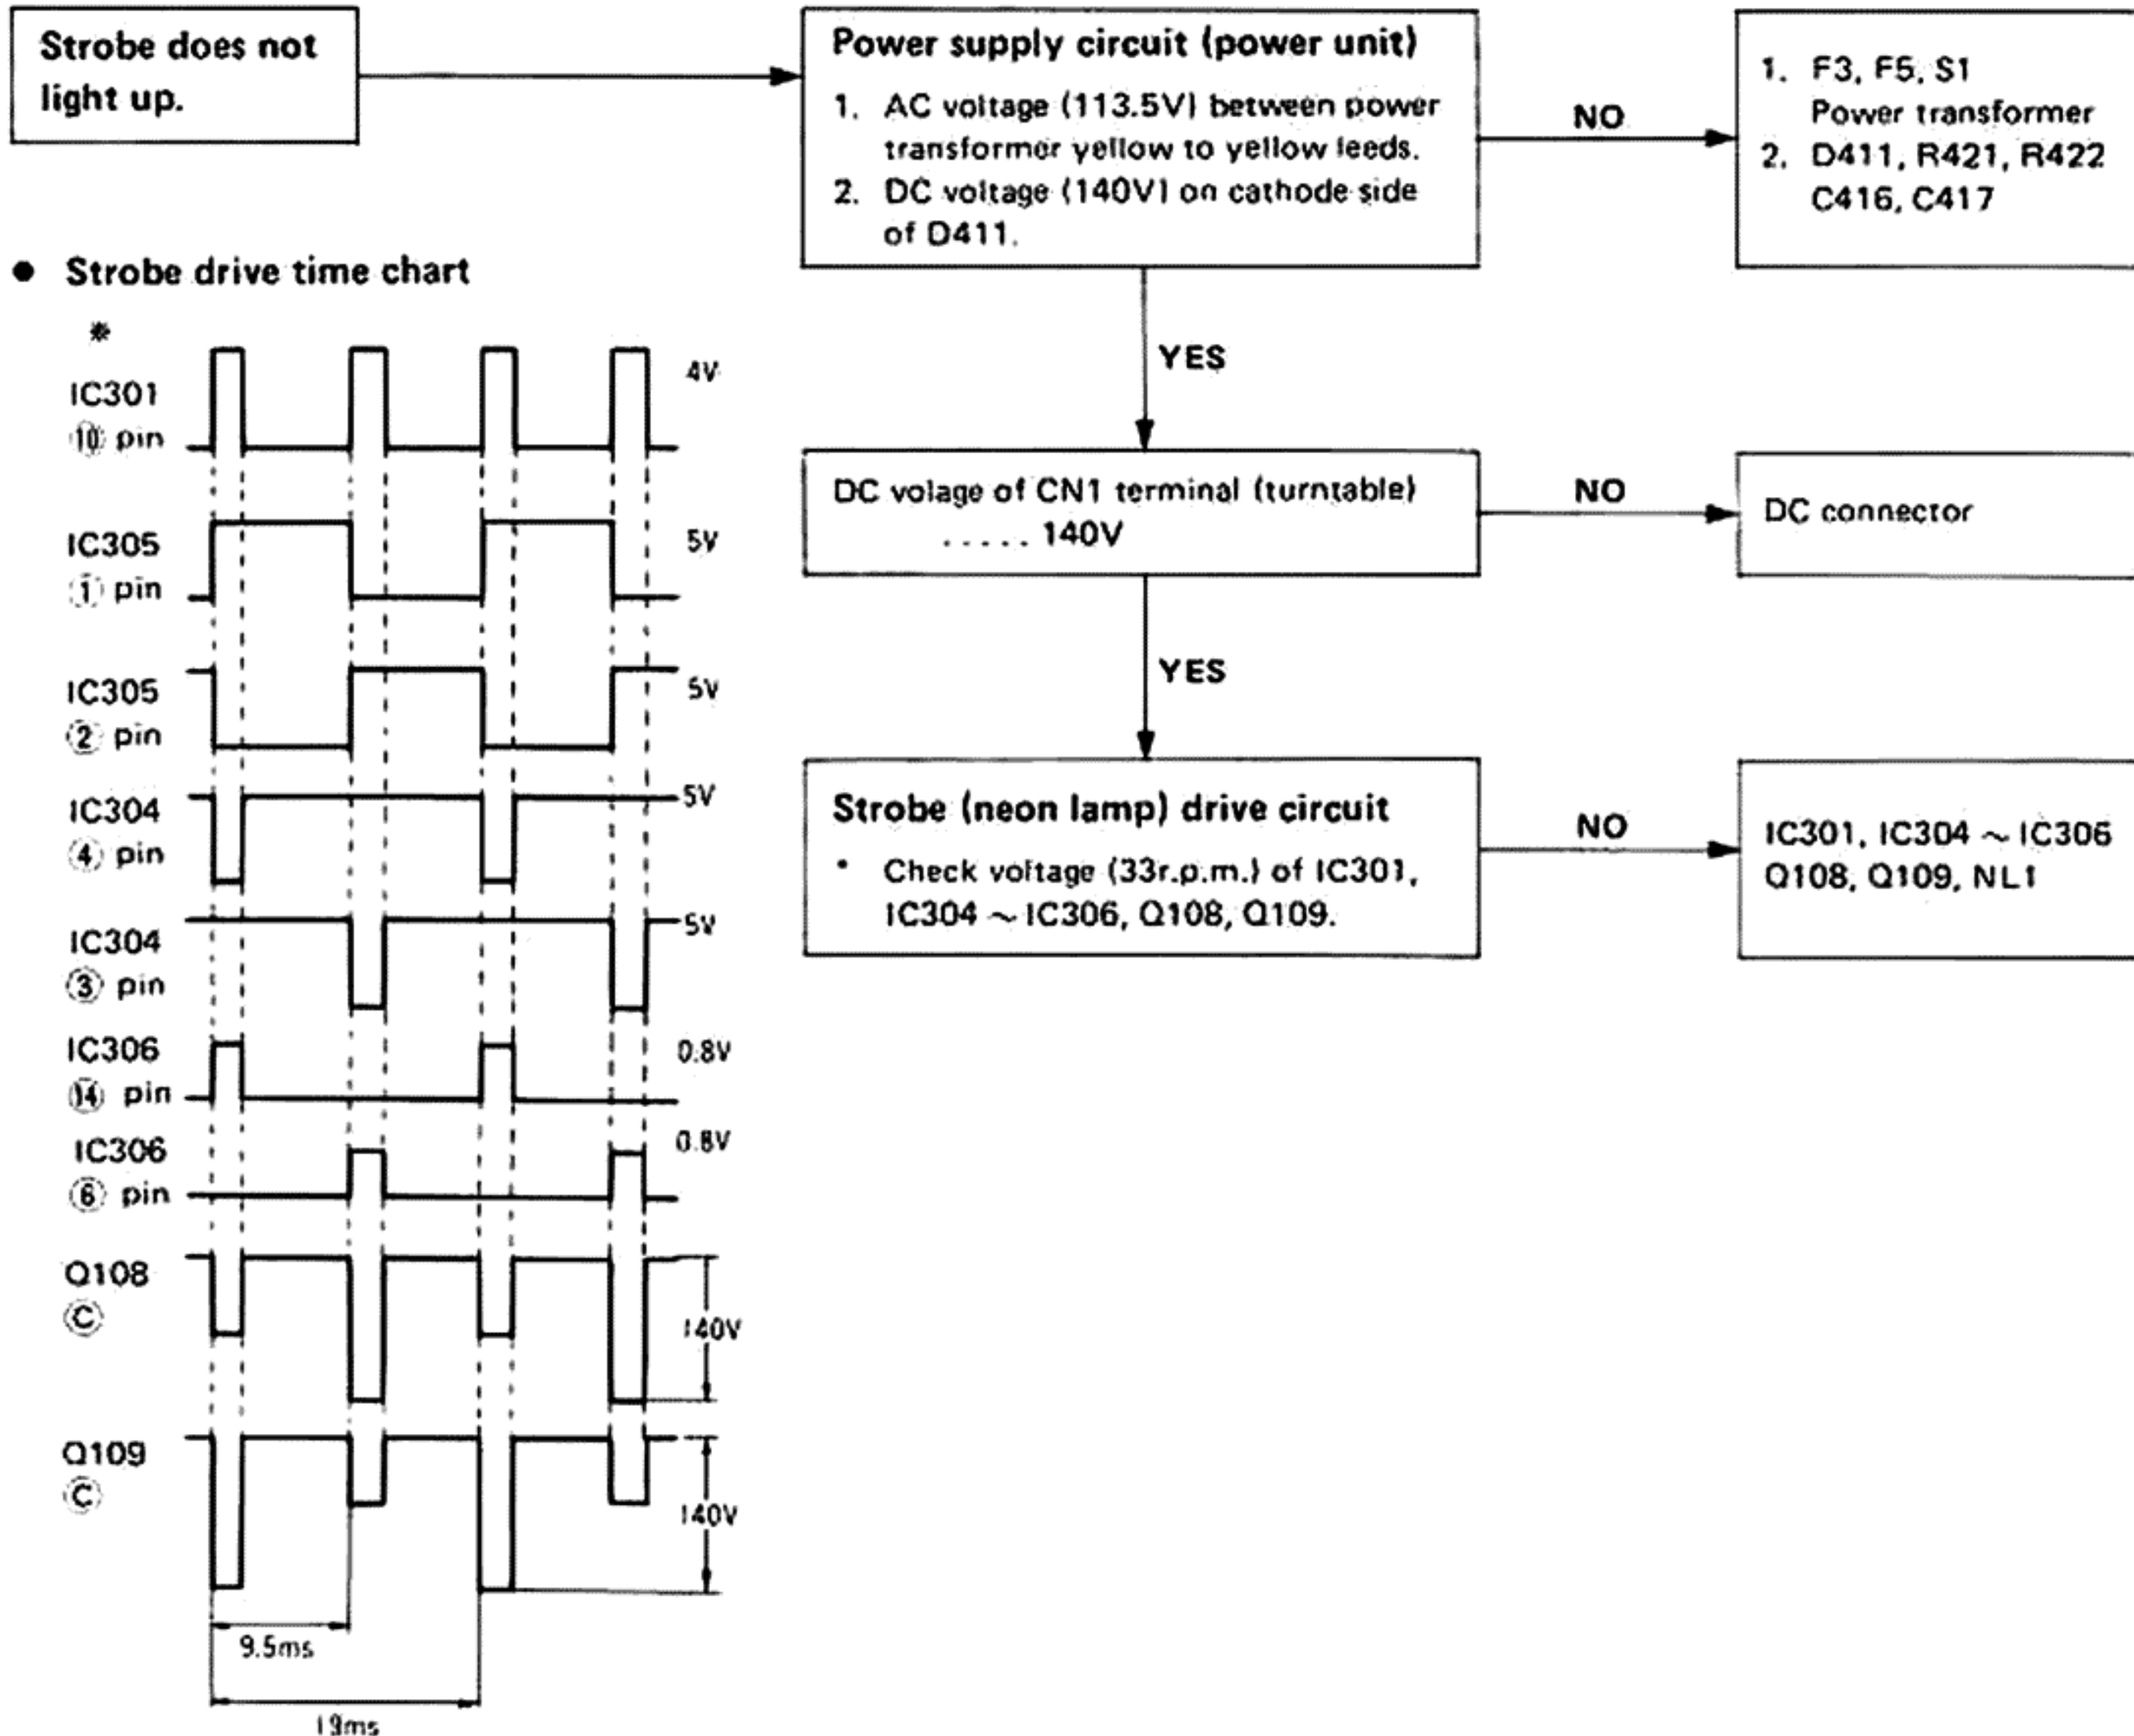 Strobe does not
light up.
Power supply circuit (power unit)
1. AC voltage (113.5V) between power
transformer yellow to yellow leeds.
2. DC voltage (140V) on cathode side
of D411.
NO
1. F3, F5, S1
Power transformer
2. D411, R421, R422
C416, C417
YES
DC volage of CN1 terminal (turntable)
..... 140V
NO
DC connector
YES
Strobe (neon lamp) drive circuit
* Check voltage (33r.p.m.) of IC301,
IC304 ~ IC306, Q108, Q109.
NO
IC301, IC304 ~ IC306
Q108, Q109, NL1
● Strobe drive time chart
※
IC301
⑩ pin
4V
IC305
① pin
5V
IC305
② pin
5V
IC304
④ pin
5V
IC304
③ pin
5V
IC306
⑭ pin
0.8V
IC306
⑥ pin
0.8V
Q108
Ⓒ
140V
Q109
Ⓒ
140V
9.5ms
19ms